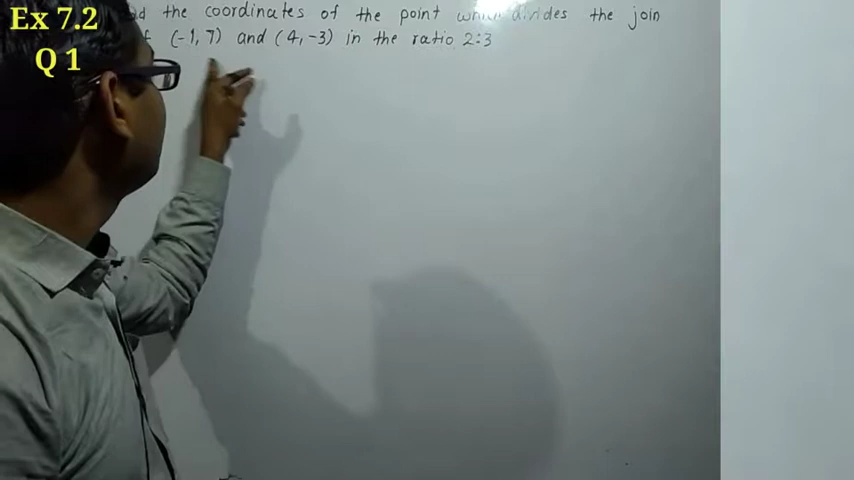 Ex 7.2
Q 1
the coordinates of the point which divides the join
(-1, 7) and (4, -3) in the ratio 2:3